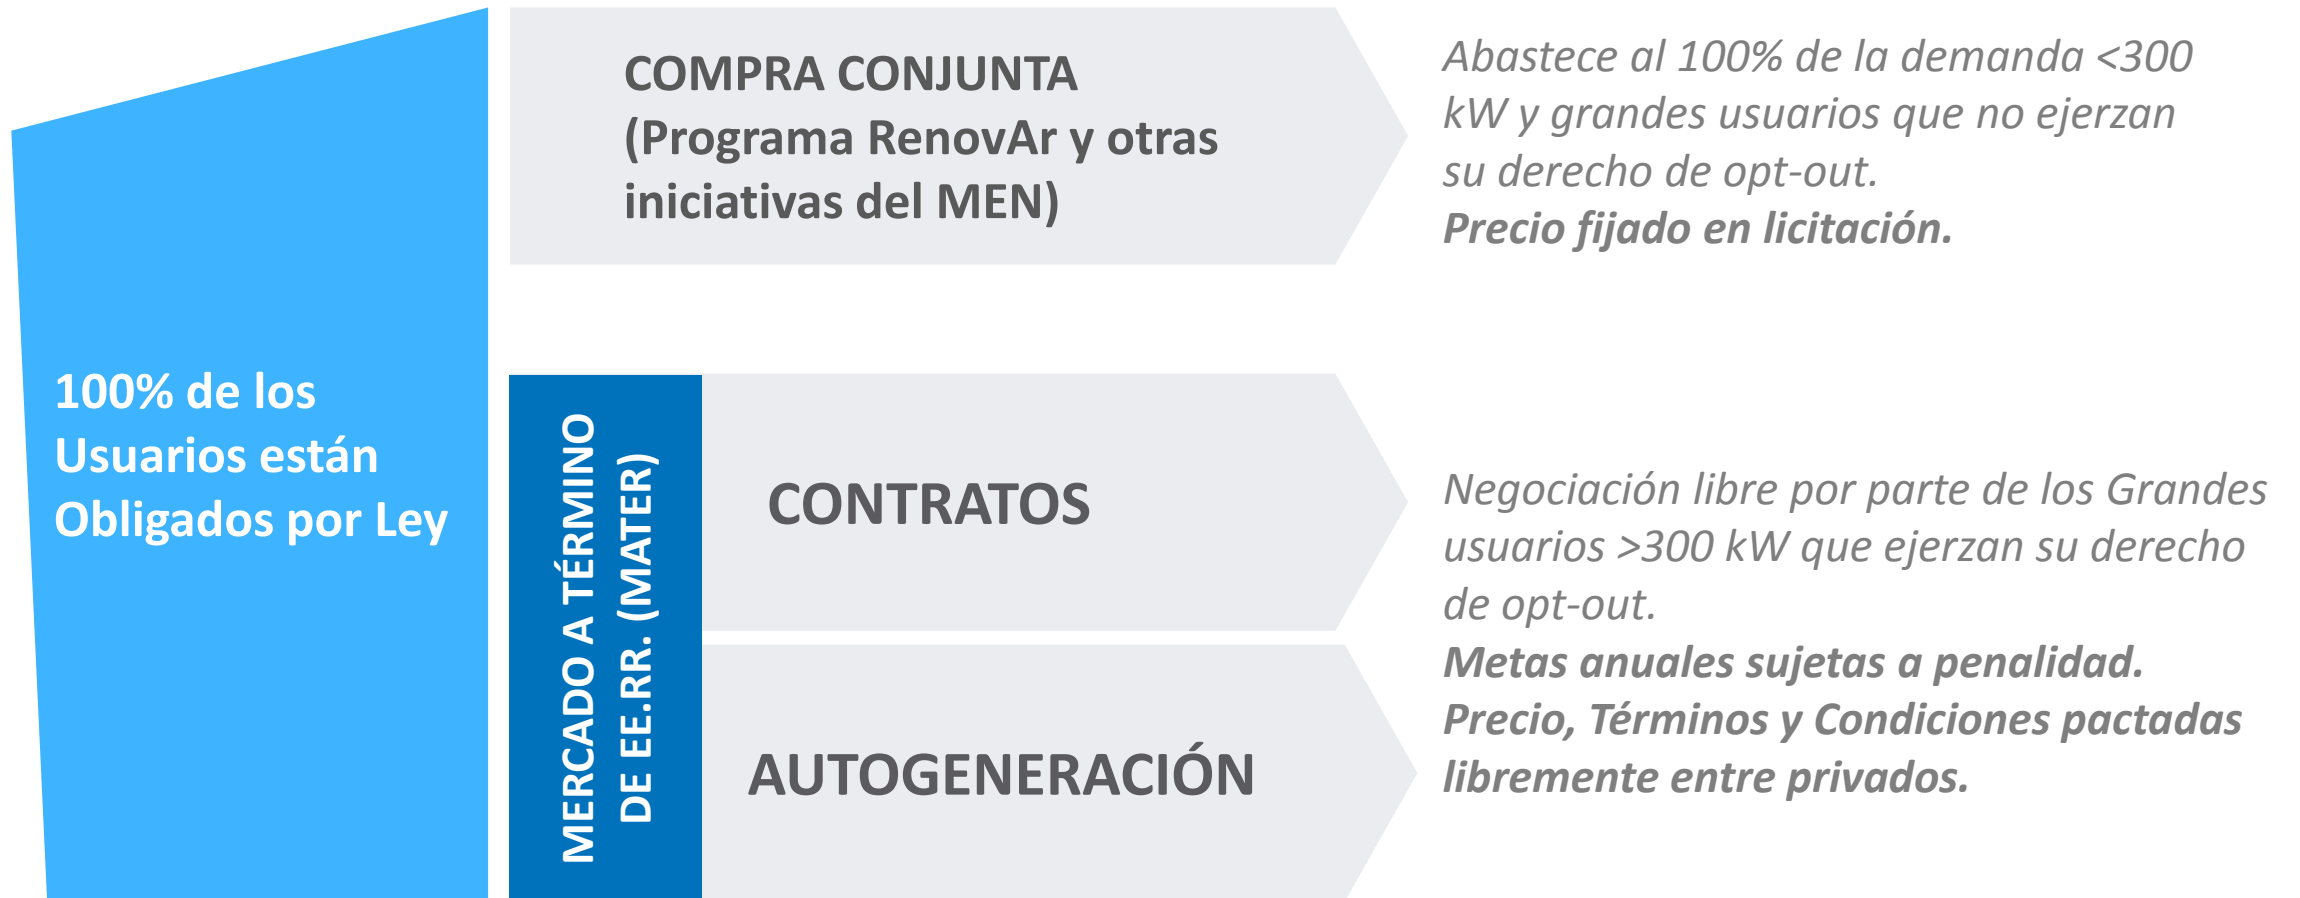 100% de los
Usuarios están
Obligados por Ley
COMPRA CONJUNTA
(Programa RenovAr y otras
iniciativas del MEN)
Abastece al 100% de la demanda <300
kW y grandes usuarios que no ejerzan
su derecho de opt-out.
Precio fijado en licitación.
MERCADO A TÉRMINO
DE EE.RR. (MATER)
CONTRATOS
AUTOGENERACIÓN
Negociación libre por parte de los Grandes
usuarios >300 kW que ejerzan su derecho
de opt-out.
Metas anuales sujetas a penalidad.
Precio, Términos y Condiciones pactadas
libremente entre privados.